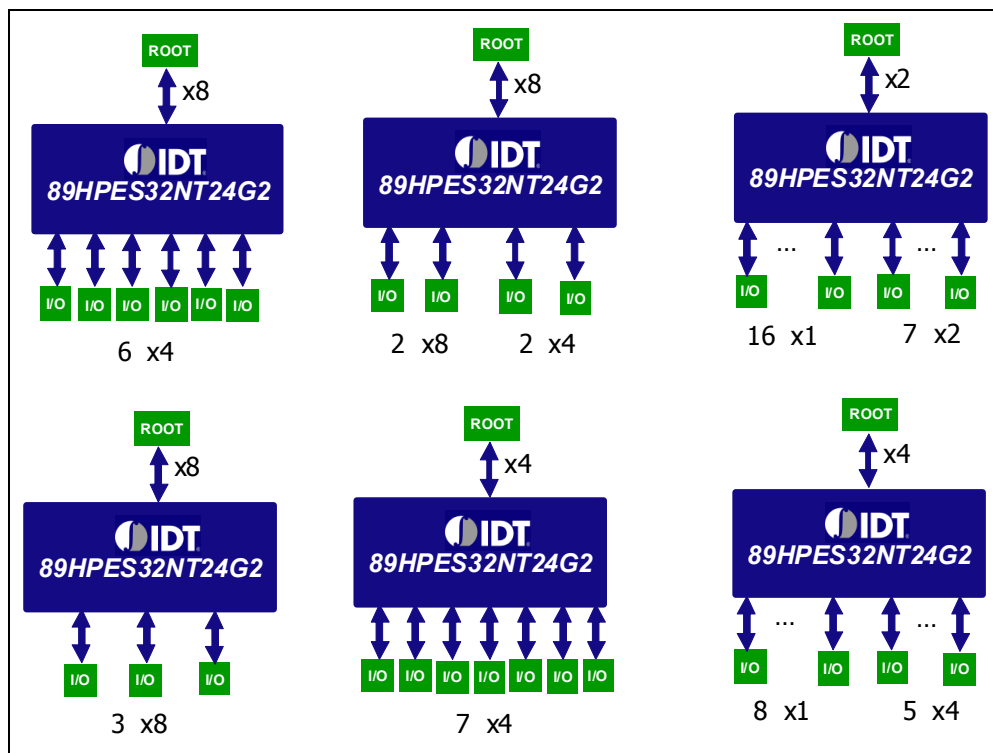 ROOT
x8
IDT
89HPES32NT24G2
I/O I/O I/O I/O I/O I/O
6 x4
ROOT
x8
IDT
89HPES32NT24G2
I/O I/O I/O I/O
2 x8 2 x4
ROOT
x2
IDT
89HPES32NT24G2
... ...
I/O I/O I/O I/O
16 x1 7 x2
ROOT
x8
IDT
89HPES32NT24G2
I/O I/O I/O
3 x8
ROOT
x4
IDT
89HPES32NT24G2
I/O I/O I/O I/O I/O I/O I/O
7 x4
ROOT
x4
IDT
89HPES32NT24G2
... ...
I/O I/O I/O I/O
8 x1 5 x4